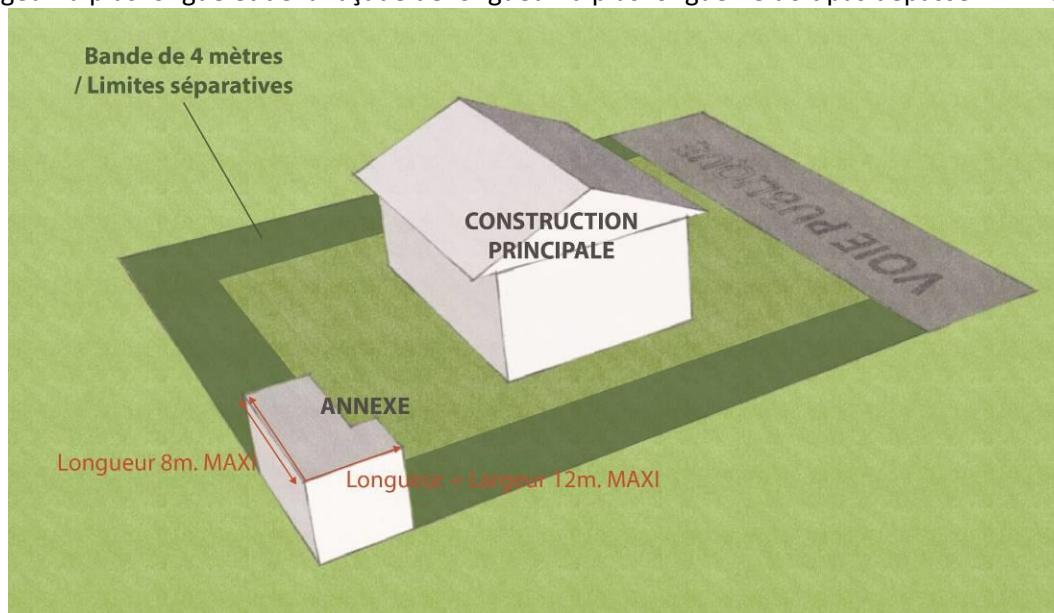 Bande de 4 mètres
/ Limites séparatives
CONSTRUCTION
PRINCIPALE
VOIE PUBLIQUE
ANNEXE
Longueur 8m. MAXI
Longueur + Largeur 12m. MAXI